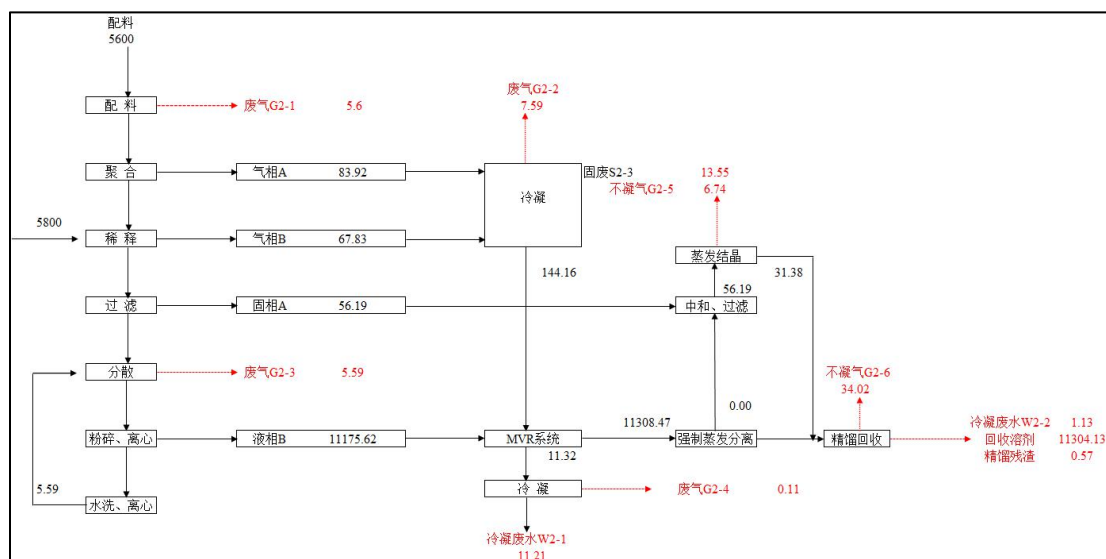 配料
5600
配 料
废气G2-1 5.6
废气G2-2
7.59
聚合
气相A 83.92
冷凝
固废S2-3 13.55
不凝气G2-5 6.74
5800
稀 释
气相B 67.83
蒸发结晶
144.16
31.38
56.19
过 滤
固相A 56.19
中和、过滤
分散
废气G2-3 5.59
不凝气G2-6
34.02
0.00
粉碎、离心
液相B 11175.62
MVR系统
11308.47
强制蒸发分离
精馏回收
冷凝废水W2-2 1.13
回收溶剂 11304.13
精馏残渣 0.57
11.32
5.59
水洗、离心
冷 凝
废气G2-4 0.11
冷凝废水W2-1
11.21